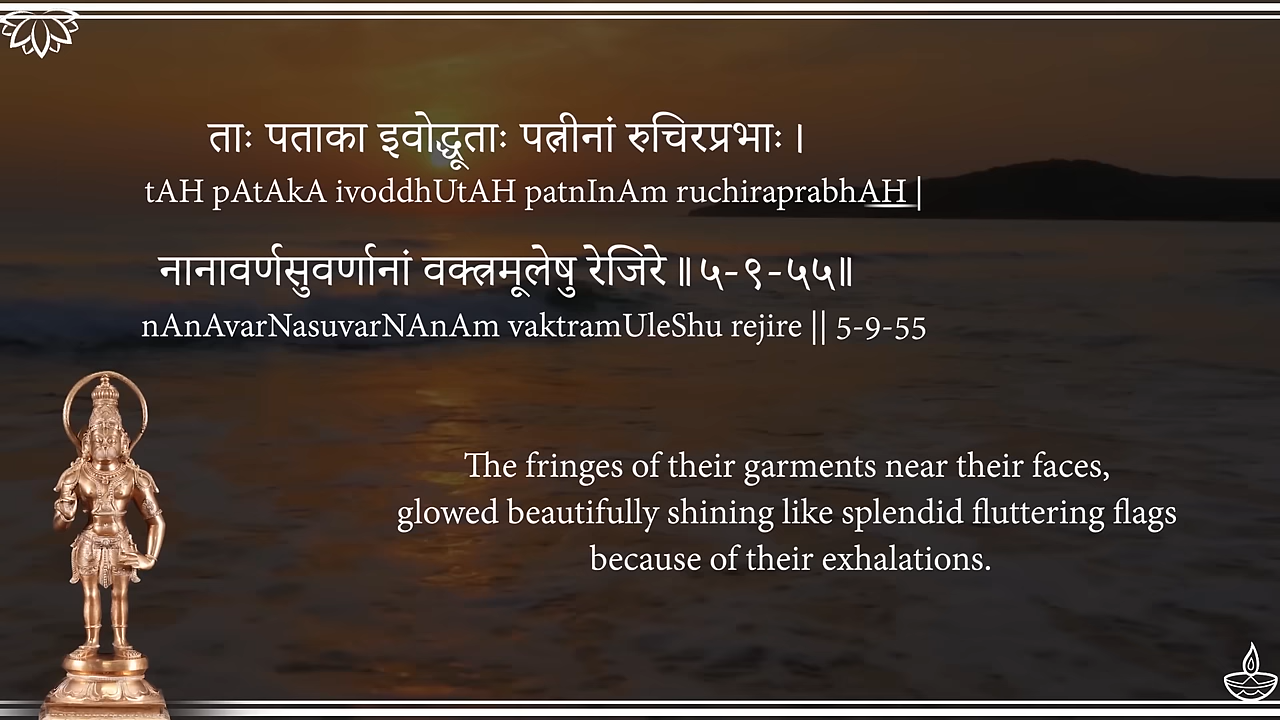 ताः पताका इवोद्धूताः पत्नीनां रुचिरप्रभाः ।
tAH pAtAkA ivoddhUtAH patnInAm ruchiraprabhAH |
नानावर्णसुवर्णानां वक्त्रमूलेषु रेजिरे ॥ ५-९-५५॥
nAnAvarNasuvarNAnAm vaktramUleShu rejire || 5-9-55
The fringes of their garments near their faces,
glowed beautifully shining like splendid fluttering flags
because of their exhalations.